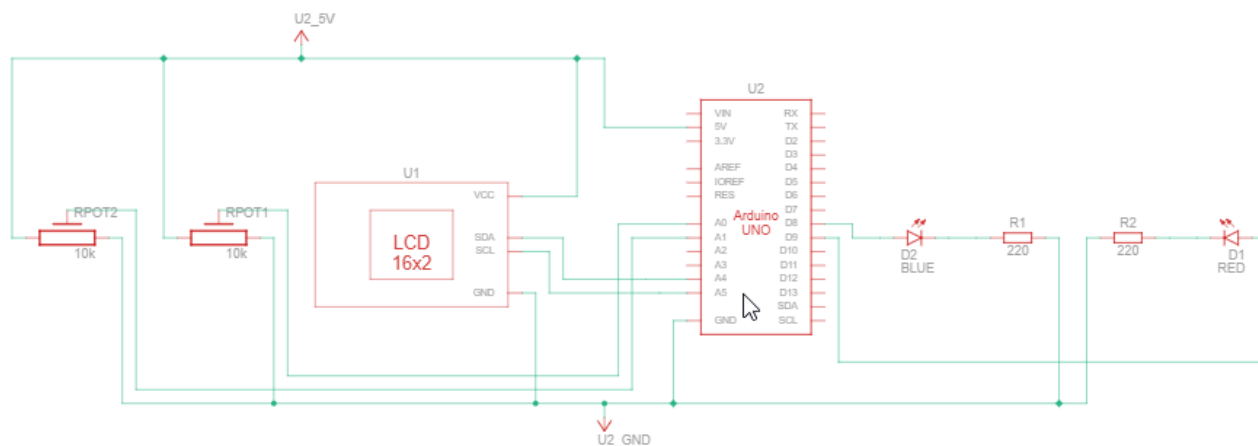 U2_5V
U2
VIN
5V
3.3V
AREF
IOREF
RES
A0
A1
A2
A3
A4
A5
GND
Arduino
UNO
RX
TX
D2
D3
D4
D5
D6
D7
D8
D9
D10
D11
D12
D13
SDA
SCL
U1
VCC
SDA
SCL
GND
LCD
16x2
RPOT2
10k
RPOT1
10k
D2
BLUE
R1
220
R2
220
D1
RED
U2_GND